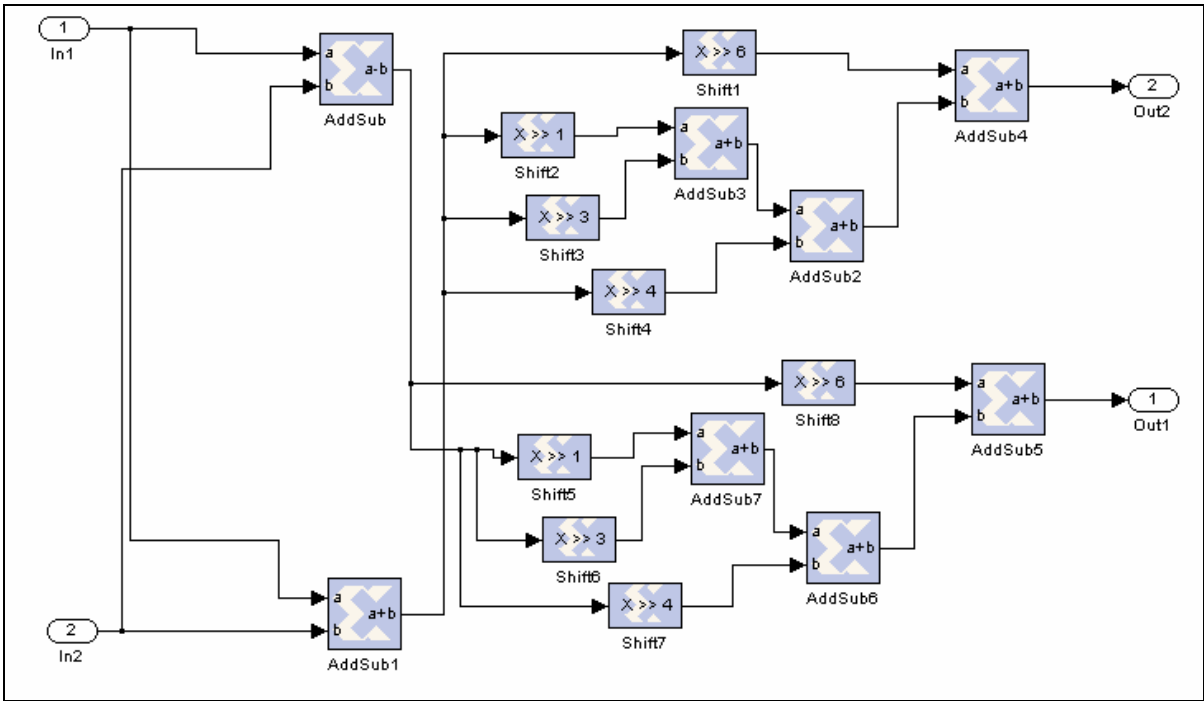 1
In1
a
b
a-b
AddSub
X >> 6
Shift1
a
b
a+b
AddSub4
2
Out2
X >> 1
Shift2
a
b
a+b
AddSub3
X >> 3
Shift3
a
b
a+b
AddSub2
X >> 4
Shift4
X >> 6
Shift8
a
b
a+b
AddSub5
1
Out1
X >> 1
Shift5
a
b
a+b
AddSub7
X >> 3
Shift6
a
b
a+b
AddSub6
X >> 4
Shift7
2
In2
a
b
a+b
AddSub1